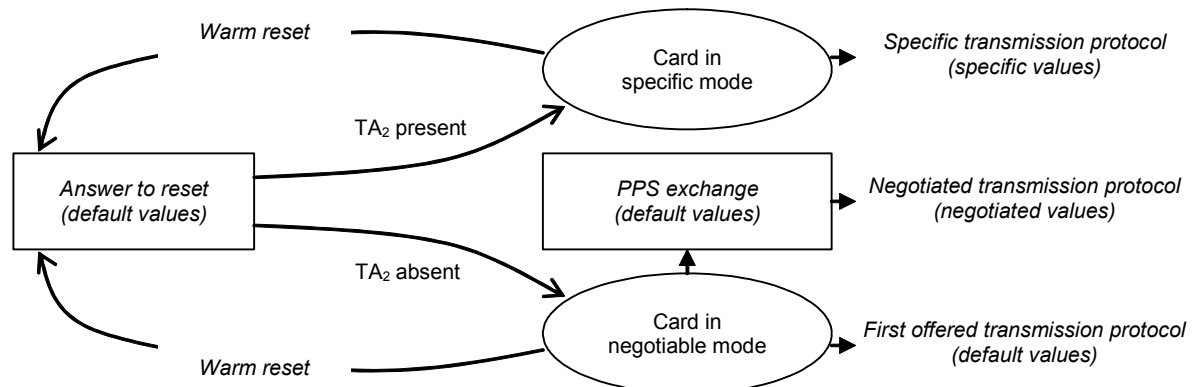 Warm reset
Card in
specific mode
Specific transmission protocol
(specific values)
TA₂ present
Answer to reset
(default values)
PPS exchange
(default values)
Negotiated transmission protocol
(negotiated values)
TA₂ absent
Card in
negotiable mode
First offered transmission protocol
(default values)
Warm reset